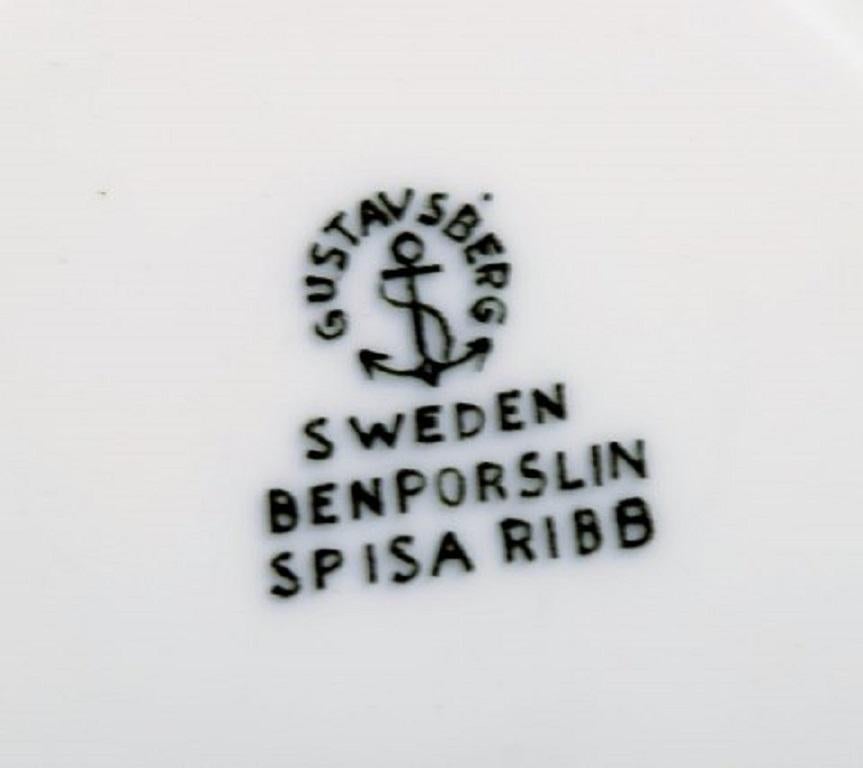 GUSTAVSBERG
SWEDEN
BENPORSLIN
SPISA RIBB